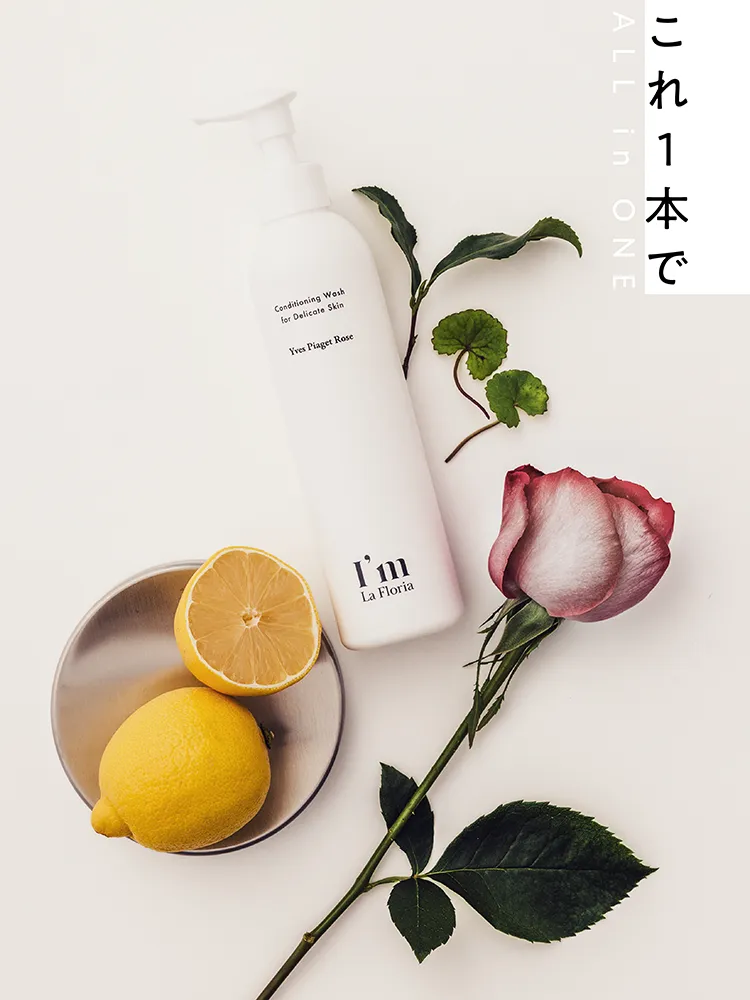 これ1本で
ALL in ONE
Conditioning Wash
for Delicate Skin
Yves Piaget Rose
I'm
La Floria